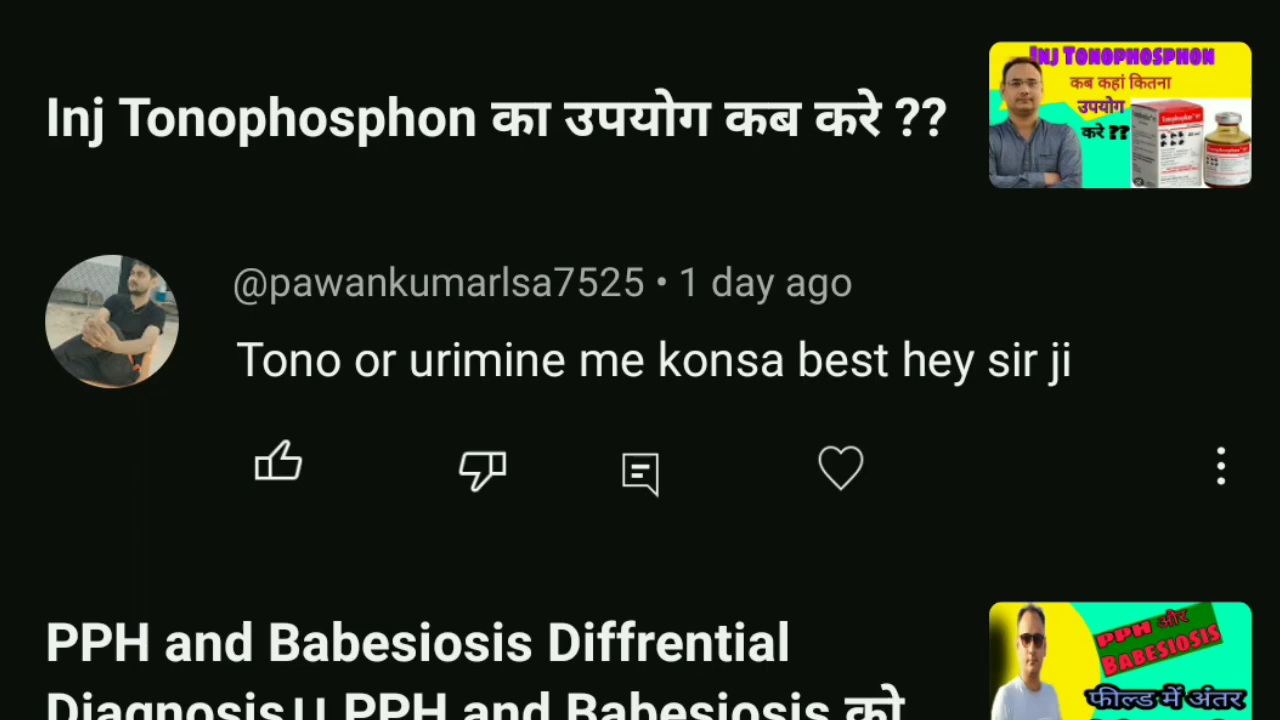 Inj Tonophosphon का उपयोग कब करे ??
INJ TONOPHOSPHON
कब कहां कितना
उपयोग
करे ??
@pawankumarlsa7525 • 1 day ago
Tono or urimine me konsa best hey sir ji
PPH and Babesiosis Diffrential
Diagnosis।। PPH and Babesiosis को
PPH और
BABESIOSIS
फील्ड में अंतर